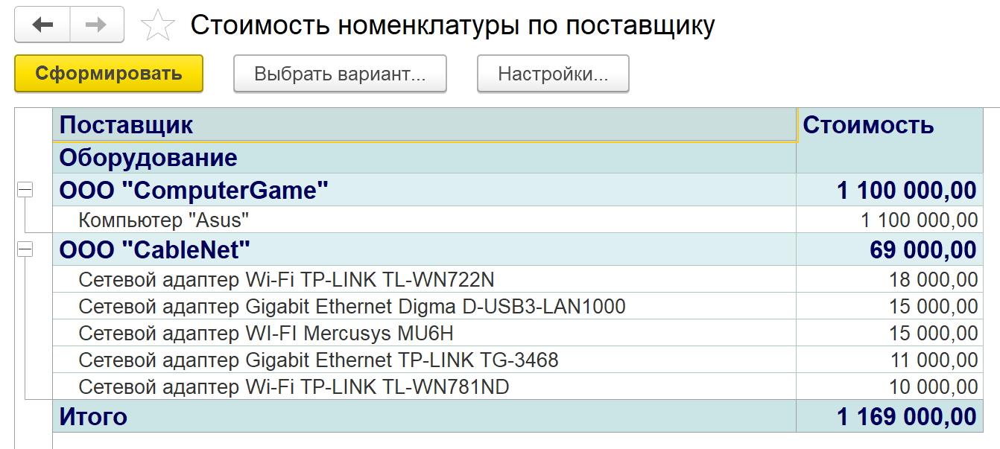 Стоимость номенклатуры по поставщику
Сформировать Выбрать вариант... Настройки...
Поставщик Стоимость
Оборудование
ООО "ComputerGame" 1 100 000,00
Компьютер "Asus" 1 100 000,00
ООО "CableNet" 69 000,00
Сетевой адаптер Wi-Fi TP-LINK TL-WN722N 18 000,00
Сетевой адаптер Gigabit Ethernet Digma D-USB3-LAN1000 15 000,00
Сетевой адаптер WI-FI Mercusys MU6H 15 000,00
Сетевой адаптер Gigabit Ethernet TP-LINK TG-3468 11 000,00
Сетевой адаптер Wi-Fi TP-LINK TL-WN781ND 10 000,00
Итого 1 169 000,00